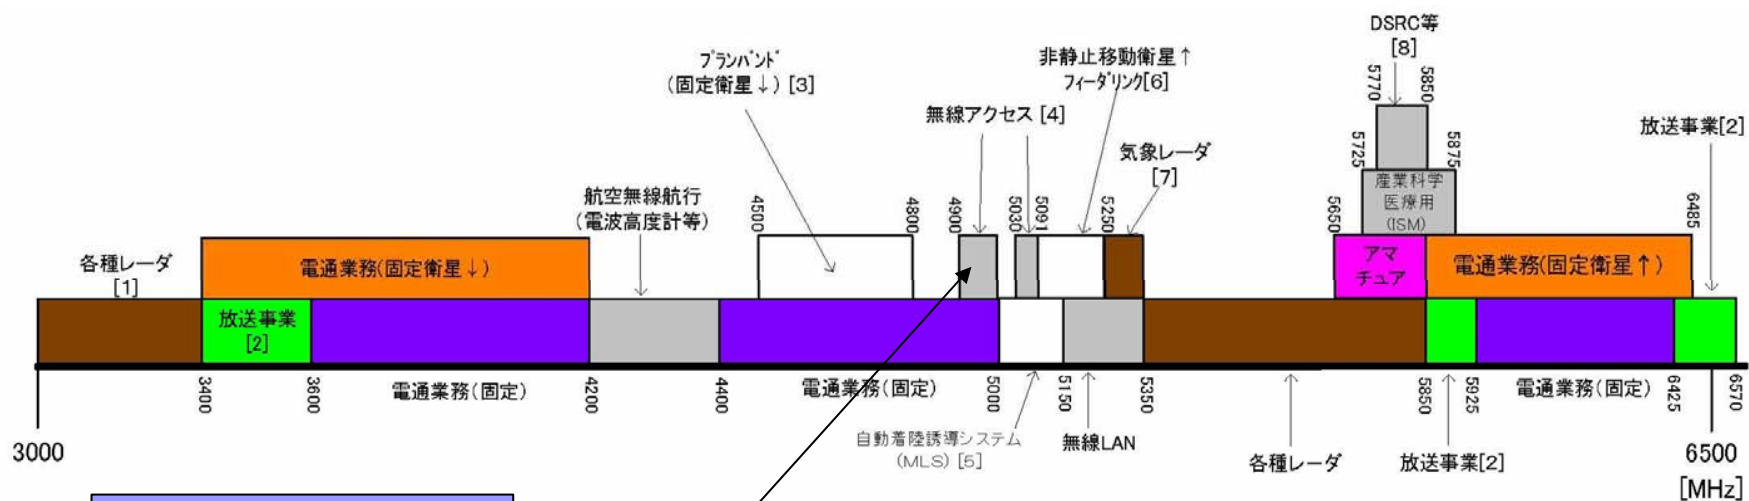 DSRC等
[8]
5770
5850
プランバンド
(固定衛星↓) [3]
非静止移動衛星↑
フィーダリンク[6]
無線アクセス [4]
放送事業[2]
気象レーダ
[7]
5725
5875
産業科学
医療用
(ISM)
航空無線航行
(電波高度計等)
4500
4800
4900
5030
5091
5250
5650
6485
各種レーダ
[1]
電通業務(固定衛星↓)
アマ
チュア
電通業務(固定衛星↑)
放送事業
[2]
3400
3600
電通業務(固定)
4200
4400
電通業務(固定)
5000
5150
5350
5850
5925
電通業務(固定)
6425
6570
3000
自動着陸誘導システム
(MLS) [5]
無線LAN
各種レーダ
放送事業[2]
6500
[MHz]